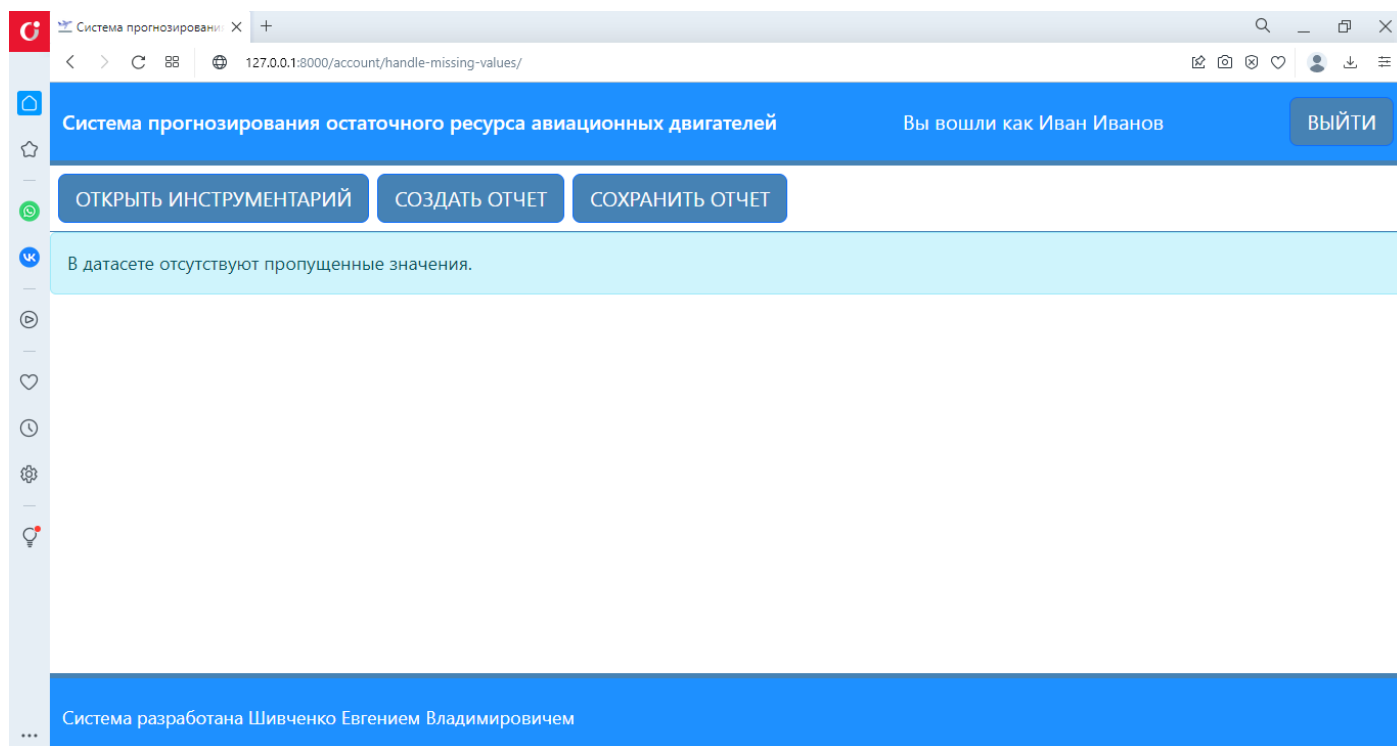 Система прогнозировани
127.0.0.1:8000/account/handle-missing-values/
Система прогнозирования остаточного ресурса авиационных двигателей
Вы вошли как Иван Иванов
ВЫЙТИ
ОТКРЫТЬ ИНСТРУМЕНТАРИЙ
СОЗДАТЬ ОТЧЕТ
СОХРАНИТЬ ОТЧЕТ
В датасете отсутствуют пропущенные значения.
Система разработана Шивченко Евгением Владимировичем